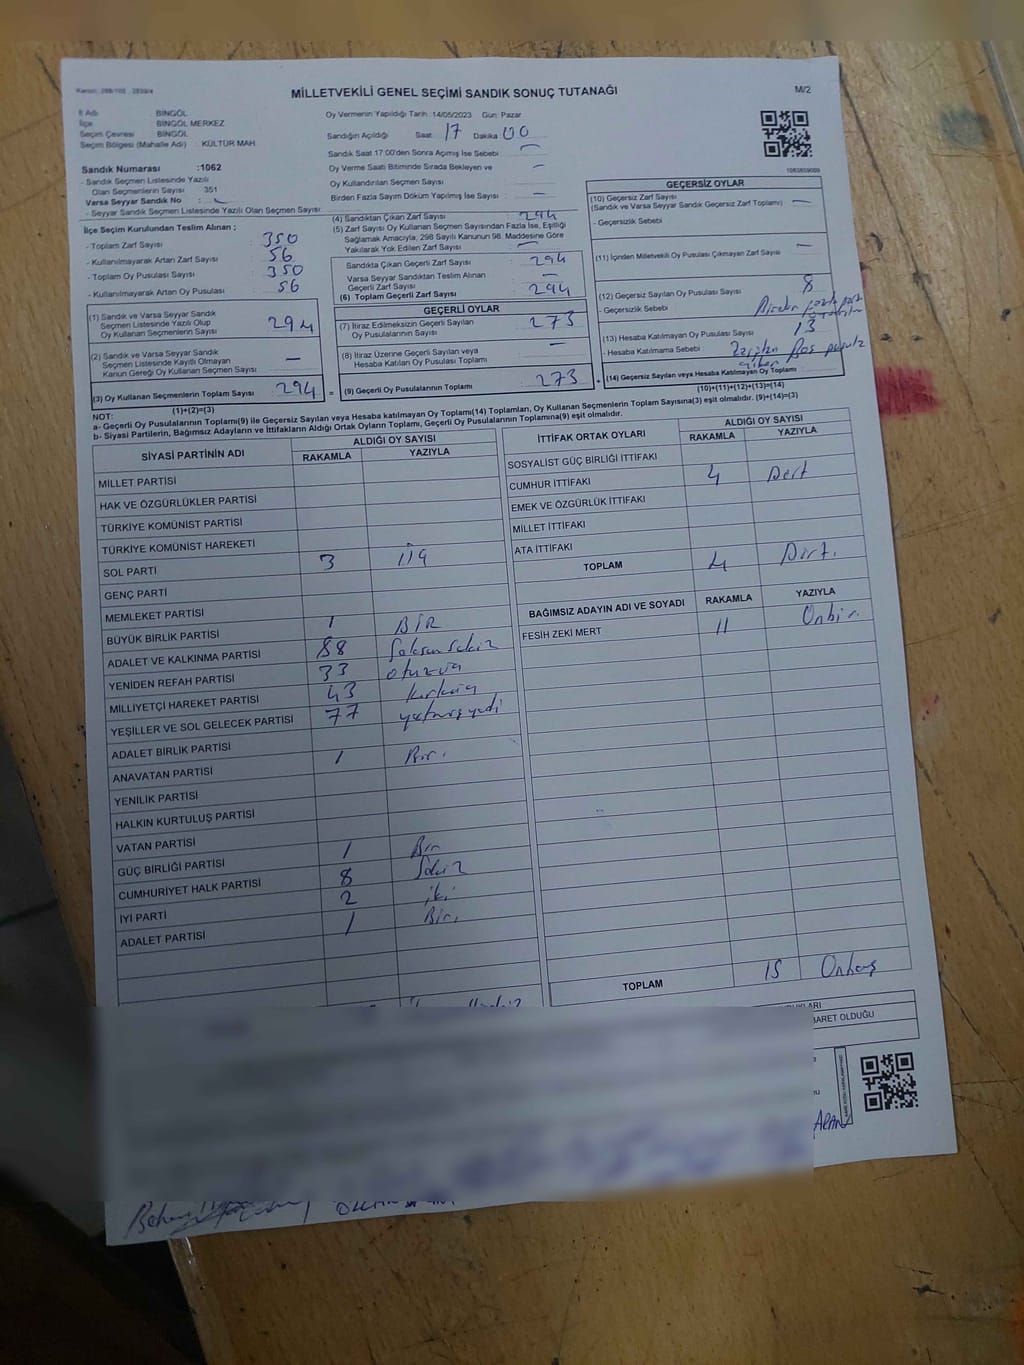 MİLLETVEKİLİ GENEL SEÇİMİ SANDIK SONUÇ TUTANAĞI
M/2
İl Adı BİNGÖL
İlçe BİNGÖL MERKEZ
Seçim Çevresi BİNGÖL
Seçim Bölgesi (Mahalle Adı) : KÜLTÜR MAH.
Sandık Numarası :1062
- Sandık Seçmen Listesinde Yazılı
Olan Seçmenlerin Sayısı 351
Varsa Seyyar Sandık No :
- Seyyar Sandık Seçmen Listesinde Yazılı Olan Seçmen Sayısı:
Oy Vermenin Yapıldığı Tarih :14/05/2023 Gün: Pazar
Sandığın Açıldığı Saat: 17 Dakika 00
Sandık Saat 17:00'den Sonra Açımış İse Sebebi : —
Oy Verme Saati Bitiminde Sırada Bekleyen ve
Oy Kullandırılan Seçmen Sayısı —
Birden Fazla Sayım Döküm Yapılmış İse Sayısı : —
İlçe Seçim Kurulundan Teslim Alınan ;
- Toplam Zarf Sayısı : 350
- Kullanılmayarak Artan Zarf Sayısı : 56
- Toplam Oy Pusulası Sayısı : 350
- Kullanılmayarak Artan Oy Pusulası : 56
(1) Sandık ve Varsa Seyyar Sandık
Seçmen Listesinde Yazılı Olup
Oy Kullanan Seçmenlerin Sayısı 294
(2) Sandık ve Varsa Seyyar Sandık
Seçmen Listesinde Kayıtlı Olmayan
Kanun Gereği Oy Kullanan Seçmen Sayısı —
(3) Oy Kullanan Seçmenlerin Toplam Sayısı 294
(1)+(2)=(3)
(4) Sandıktan Çıkan Zarf Sayısı : 294
(5) Zarf Sayısı Oy Kullanan Seçmen Sayısından Fazla İse, Eşitliği
Sağlamak Amacıyla, 298 Sayılı Kanunun 98. Maddesine Göre
Yakılarak Yok Edilen Zarf Sayısı : —
Sandıkta Çıkan Geçerli Zarf Sayısı : 294
Varsa Seyyar Sandıktan Teslim Alınan
Geçerli Zarf Sayısı : —
(6) Toplam Geçerli Zarf Sayısı : 294
GEÇERLİ OYLAR
(7) İtiraz Edilmeksizin Geçerli Sayılan
Oy Pusulalarının Sayısı : 273
(8) İtiraz Üzerine Geçerli Sayılan veya
Hesaba Katılan Oy Pusulası Toplamı —
(9) Geçerli Oy Pusulalarının Toplamı 273
GEÇERSİZ OYLAR
(10) Geçersiz Zarf Sayısı
(Sandık ve Varsa Seyyar Sandık Geçersiz Zarf Toplamı) : —
- Geçersizlik Sebebi :
(11) İçinden Milletvekili Oy Pusulası Çıkmayan Zarf Sayısı : —
(12) Geçersiz Sayılan Oy Pusulası Sayısı : 8
- Geçersizlik Sebebi : Birden fazla
(13) Hesaba Katılmayan Oy Pusulası Sayısı : 13
- Hesaba Katılmama Sebebi : Zarftan çıkan Boş pusula
(14) Geçersiz Sayılan veya Hesaba Katılmayan Oy Toplamı :
(10)+(11)+(12)+(13)=(14)
NOT:
a- Geçerli Oy Pusulalarının Toplamı(9) ile Geçersiz Sayılan veya Hesaba katılmayan Oy Toplamı(14) Toplamları, Oy Kullanan Seçmenlerin Toplam Sayısına(3) eşit olmalıdır. (9)+(14)=(3)
b- Siyasi Partilerin, Bağımsız Adayların ve İttifakların Aldığı Ortak Oyların Toplamı, Geçerli Oy Pusulalarının Toplamına(9) eşit olmalıdır.
SİYASİ PARTİNİN ADI ALDIĞI OY SAYISI
RAKAMLA YAZIYLA
MİLLET PARTİSİ
HAK VE ÖZGÜRLÜKLER PARTİSİ
TÜRKİYE KOMÜNİST PARTİSİ
TÜRKİYE KOMÜNİST HAREKETİ
SOL PARTİ 3 üç
GENÇ PARTİ
MEMLEKET PARTİSİ
BÜYÜK BİRLİK PARTİSİ 1 BİR
ADALET VE KALKINMA PARTİSİ 88 Seksen sekiz
YENİDEN REFAH PARTİSİ 33 otuzüç
MİLLİYETÇİ HAREKET PARTİSİ 43 kırküç
YEŞİLLER VE SOL GELECEK PARTİSİ 77 yetmiş yedi
ADALET BİRLİK PARTİSİ
ANAVATAN PARTİSİ 1 Bir.
YENİLİK PARTİSİ
HALKIN KURTULUŞ PARTİSİ
VATAN PARTİSİ
GÜÇ BİRLİĞİ PARTİSİ 1 Bir
CUMHURİYET HALK PARTİSİ 8 Sekiz
İYİ PARTİ 2 iki
ADALET PARTİSİ 1 Bir.
İTTİFAK ORTAK OYLARI ALDIĞI OY SAYISI
RAKAMLA YAZIYLA
SOSYALİST GÜÇ BİRLİĞİ İTTİFAKI
CUMHUR İTTİFAKI 4 Dört
EMEK VE ÖZGÜRLÜK İTTİFAKI
MİLLET İTTİFAKI
ATA İTTİFAKI
TOPLAM 4 Dört.
BAĞIMSIZ ADAYIN ADI VE SOYADI RAKAMLA YAZIYLA
FESİH ZEKİ MERT 11 Onbir.
TOPLAM 15 Onbeş
BARET OLDUĞU
ARAN